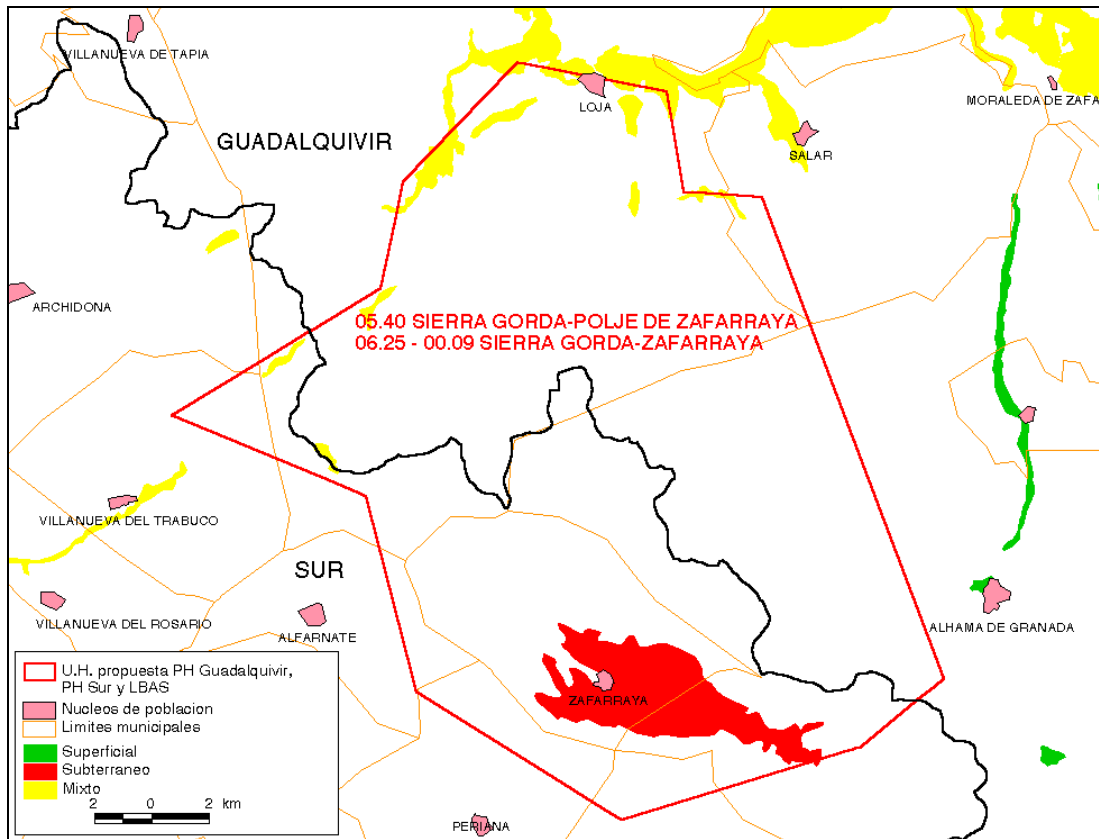 VILLANUEVA DE TAPIA
LOJA
MORALEDA DE ZAFA
GUADALQUIVIR
SALAR
ARCHIDONA
05.40 SIERRA GORDA-POLJE DE ZAFARRAYA
06.25 - 00.09 SIERRA GORDA-ZAFARRAYA
VILLANUEVA DEL TRABUCO
SUR
VILLANUEVA DEL ROSARIO
ALFARNATE
ALHAMA DE GRANADA
ZAFARRAYA
PERIANA
U.H. propuesta PH Guadalquivir,
PH Sur y LBAS
Nucleos de poblacion
Limites municipales
Superficial
Subterraneo
Mixto
2 0 2 km